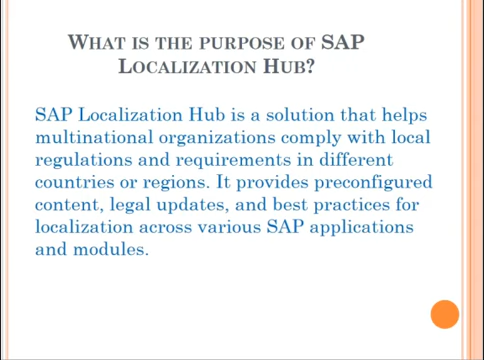 WHAT IS THE PURPOSE OF SAP
LOCALIZATION HUB?
SAP Localization Hub is a solution that helps
multinational organizations comply with local
regulations and requirements in different
countries or regions. It provides preconfigured
content, legal updates, and best practices for
localization across various SAP applications
and modules.